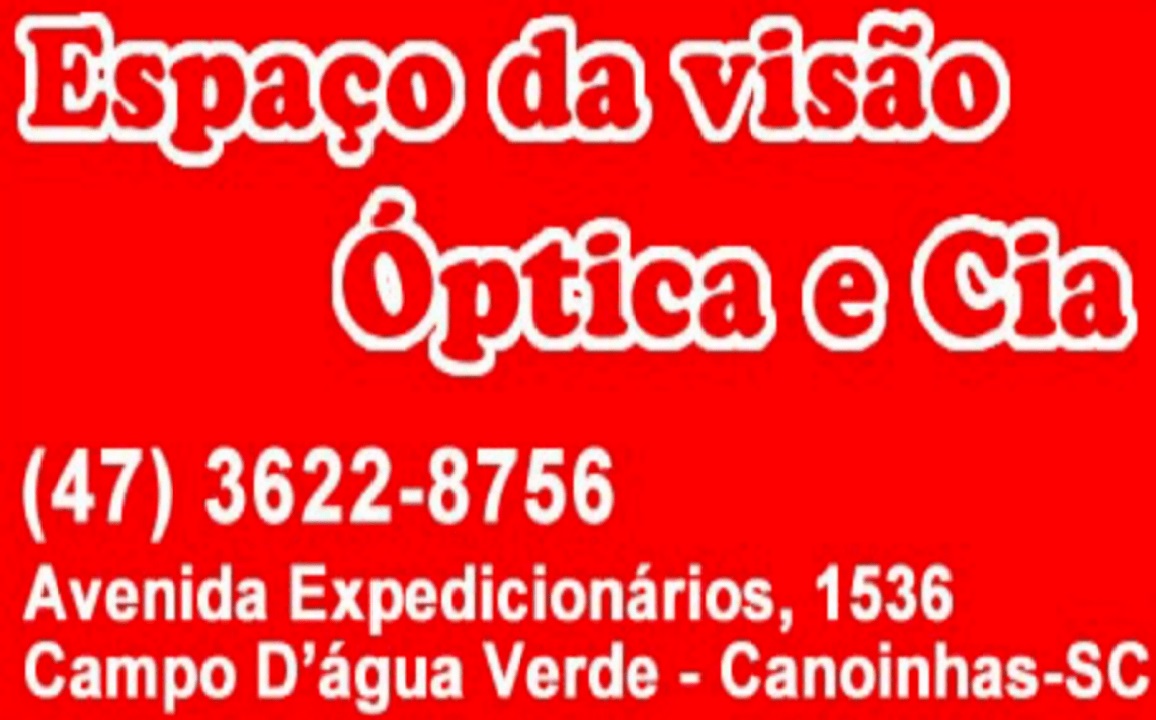 Espaço da visão
Óptica e Cia
(47) 3622-8756
Avenida Expedicionários, 1536
Campo D'água Verde - Canoinhas-SC